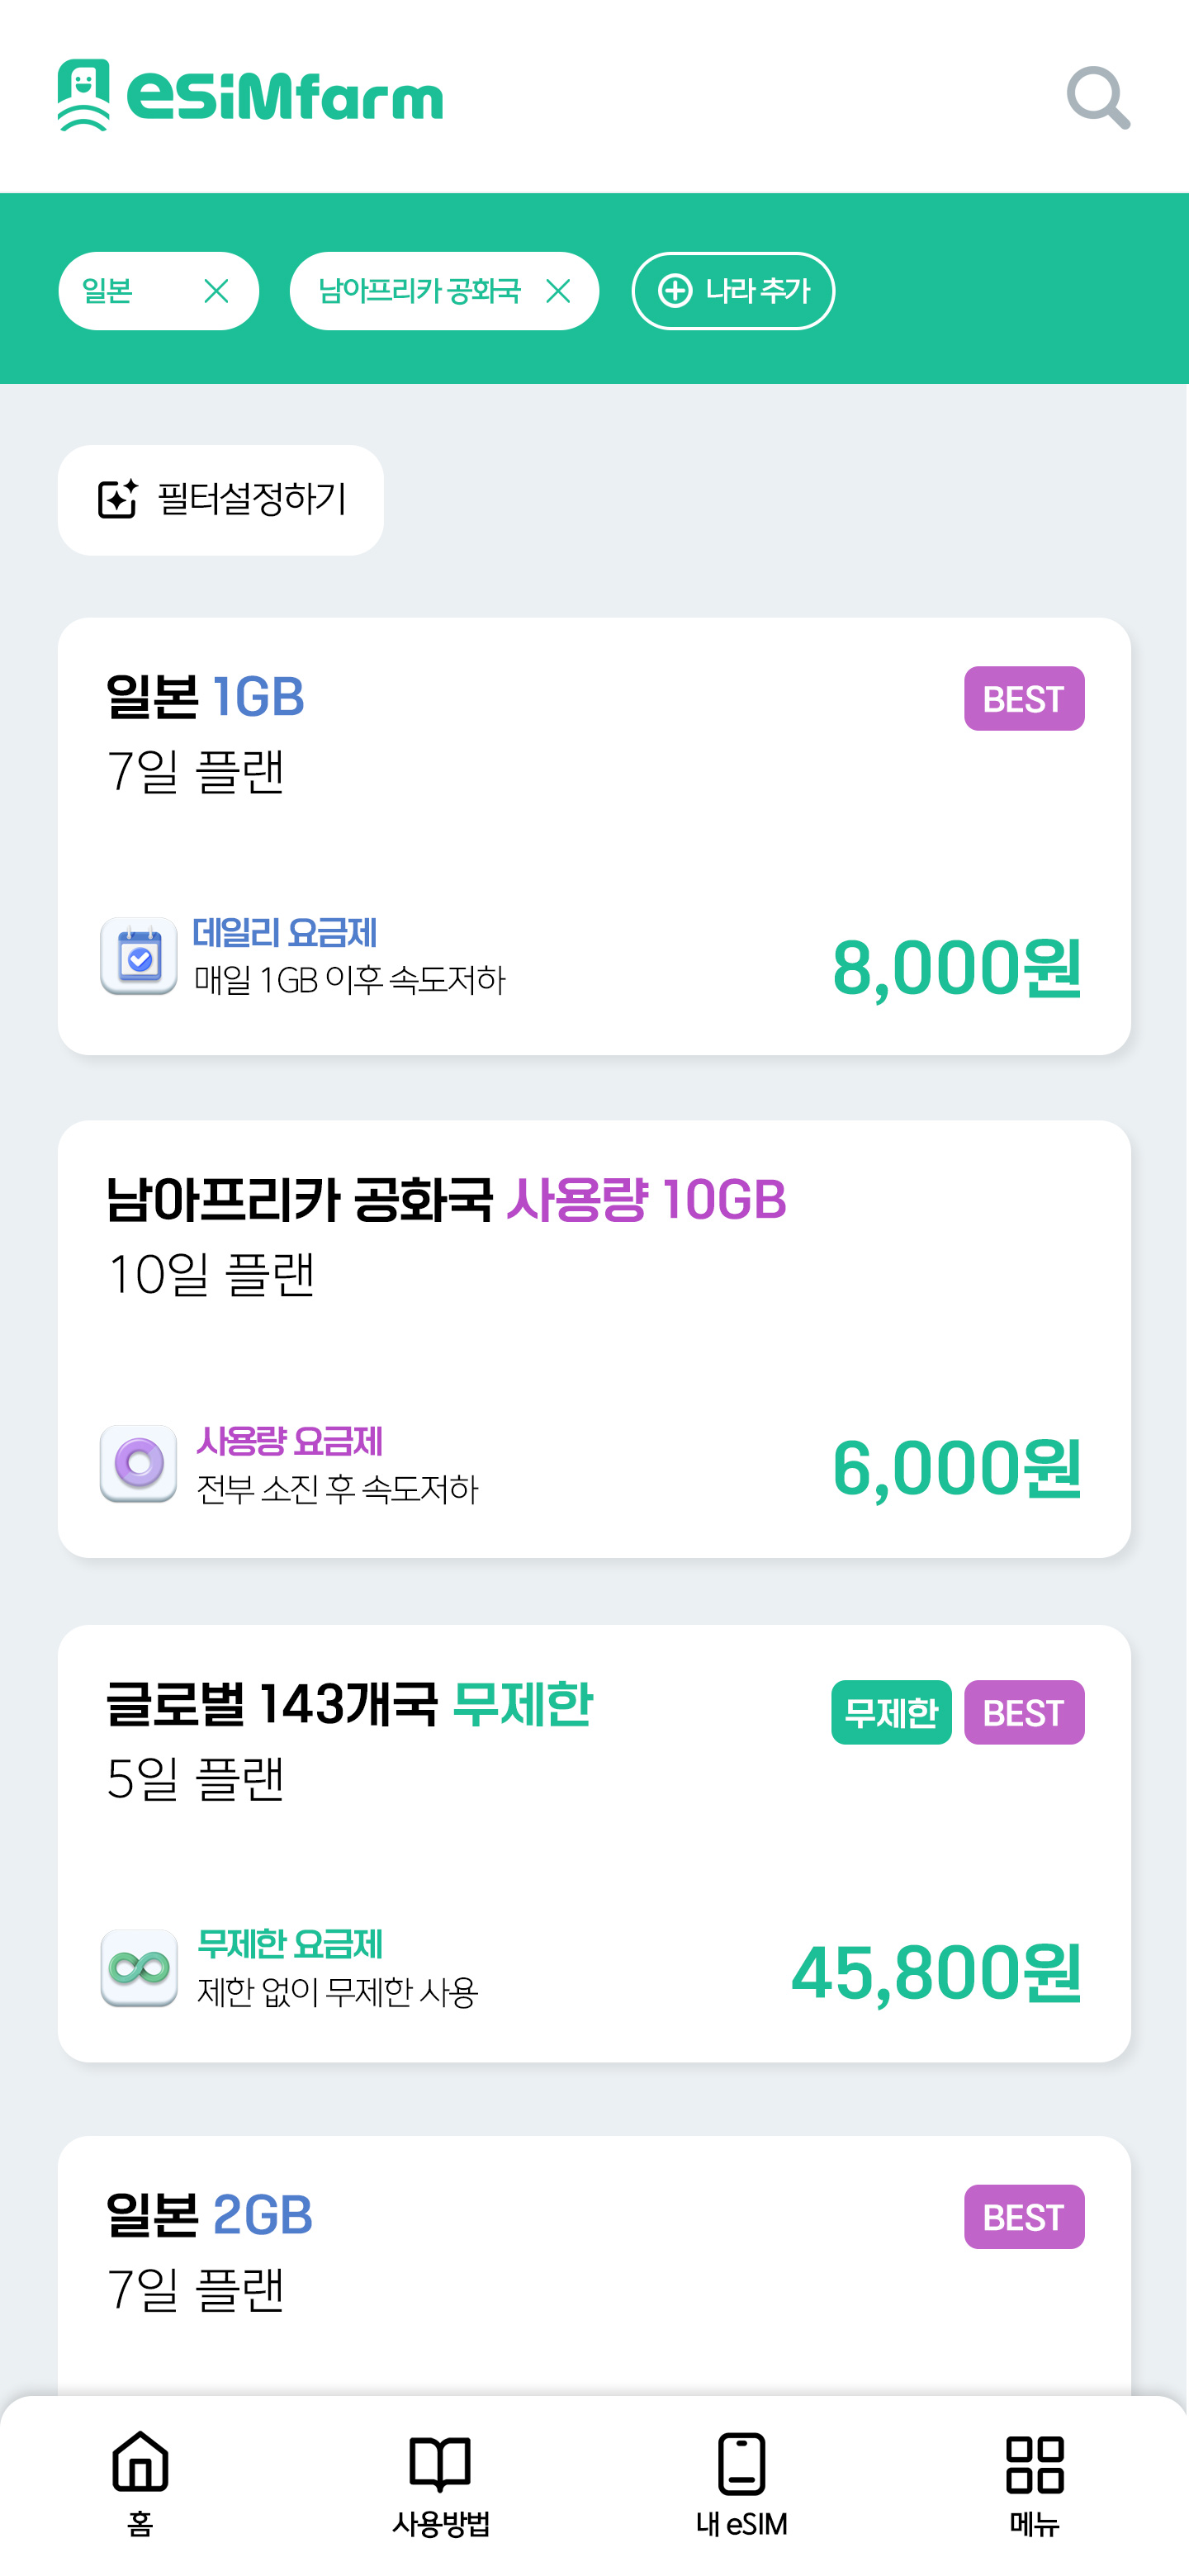 esiMfarm
일본
남아프리카 공화국
나라 추가
필터설정하기
일본 1GB
BEST
7일 플랜
데일리 요금제
매일 1GB 이후 속도저하
8,000원
남아프리카 공화국 사용량 10GB
10일 플랜
사용량 요금제
전부 소진 후 속도저하
6,000원
글로벌 143개국 무제한
무제한 BEST
5일 플랜
무제한 요금제
제한 없이 무제한 사용
45,800원
일본 2GB
BEST
7일 플랜
홈
사용방법
내 eSIM
메뉴